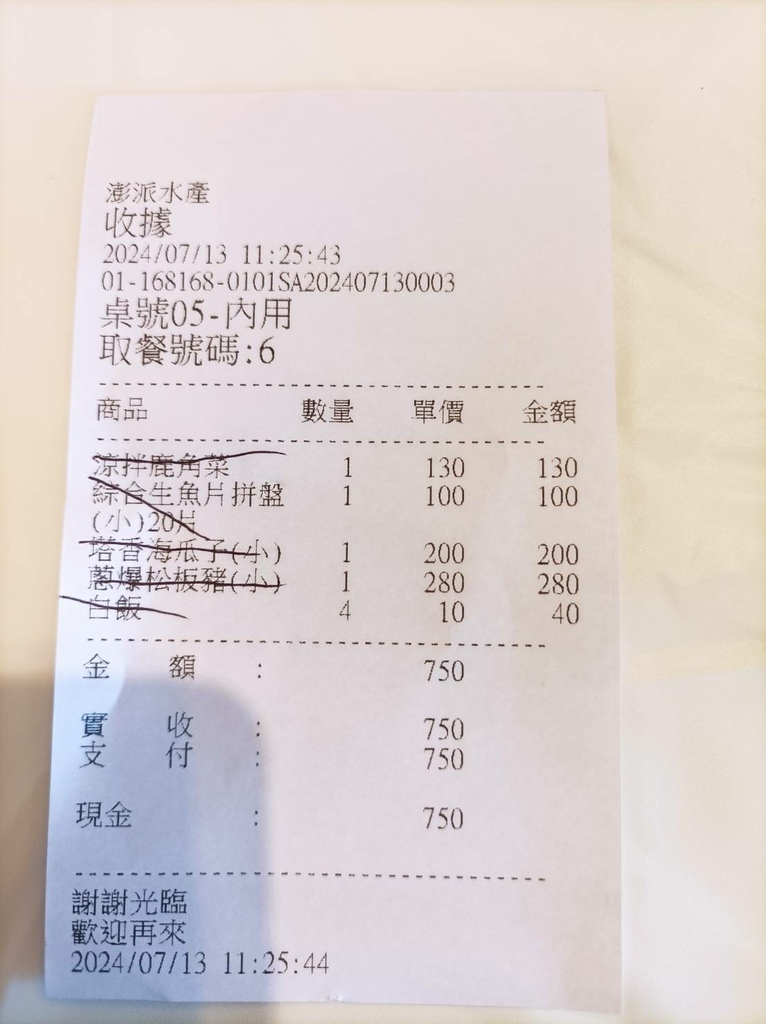 澎派水產
收據
2024/07/13 11:25:43
01-168168-0101SA202407130003
桌號05-內用
取餐號碼:6
商品 數量 單價 金額
涼拌鹿角菜 1 130 130
綜合生魚片拼盤 1 100 100
(小)20片
塔香海瓜子(小) 1 200 200
蔥爆松板豬(小) 1 280 280
白飯 4 10 40
金 額 : 750
實 收 : 750
支 付 : 750
現金 : 750
謝謝光臨
歡迎再來
2024/07/13 11:25:44